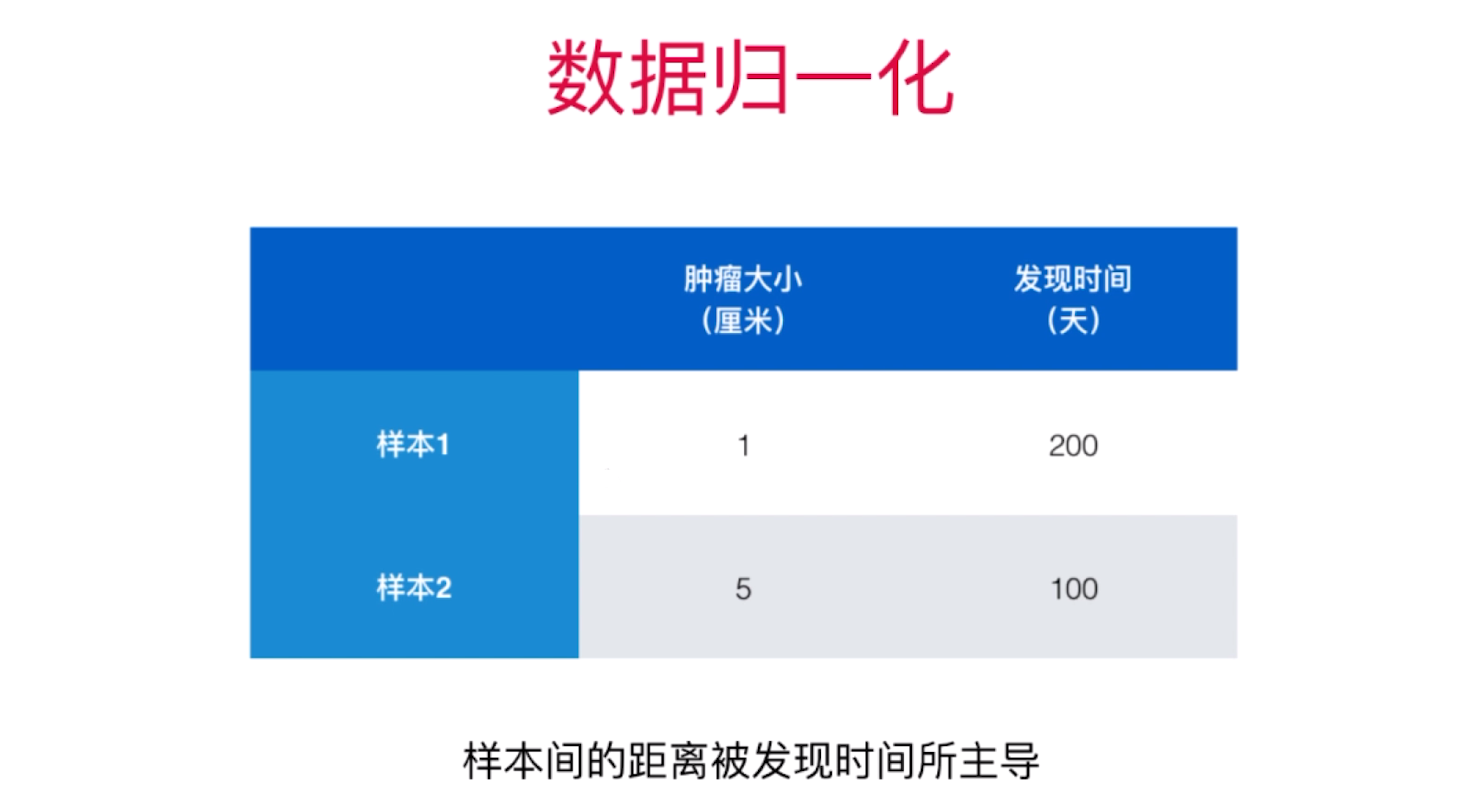 数据归一化
肿瘤大小 发现时间
（厘米） （天）
样本1 1 200
样本2 5 100
样本间的距离被发现时间所主导